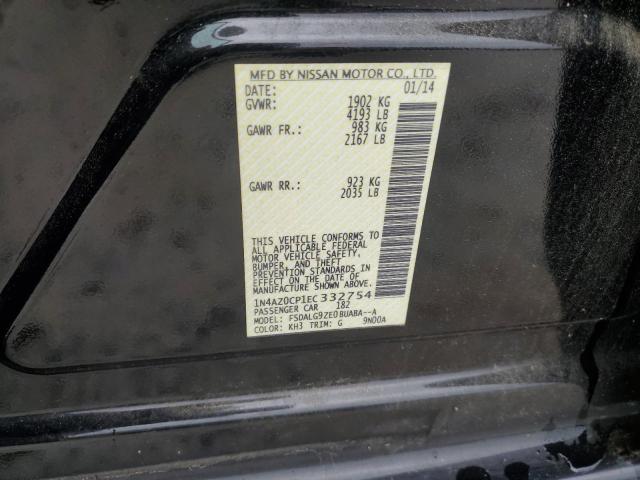 MFD BY NISSAN MOTOR CO., LTD.
DATE: 01/14
GVWR: 1902 KG
4193 LB
GAWR FR.: 983 KG
2167 LB
GAWR RR.: 923 KG
2035 LB
THIS VEHICLE CONFORMS TO
ALL APPLICABLE FEDERAL
MOTOR VEHICLE SAFETY,
BUMPER, AND THEFT
PREVENTION STANDARDS IN
EFFECT ON THE DATE OF
MANUFACTURE SHOWN ABOVE.
1N4AZ0CP1EC332754
PASSENGER CAR 182
MODEL: FSDALG9ZE0BUABA--A
COLOR: KH3 TRIM: G 9N00A